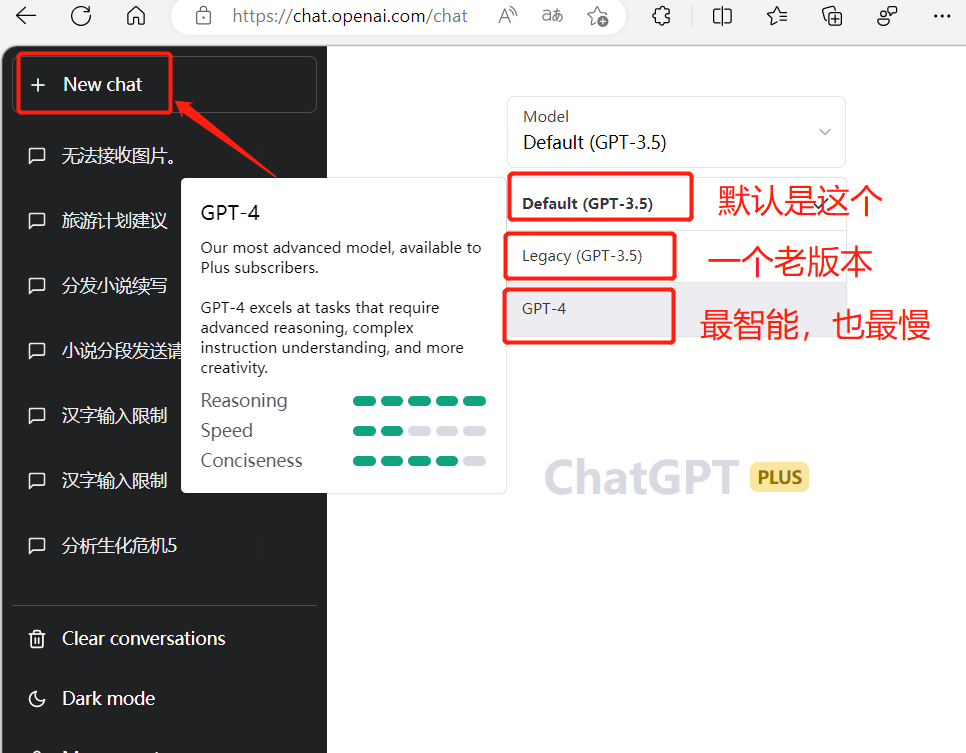 https://chat.openai.com/chat
New chat
无法接收图片。
旅游计划建议
分发小说续写
小说分段发送请
汉字输入限制
汉字输入限制
分析生化危机5
Clear conversations
Dark mode
GPT-4
Our most advanced model, available to
Plus subscribers.
GPT-4 excels at tasks that require
advanced reasoning, complex
instruction understanding, and more
creativity.
Reasoning
Speed
Conciseness
Model
Default (GPT-3.5)
Default (GPT-3.5)
默认是这个
Legacy (GPT-3.5)
一个老版本
GPT-4
最智能，也最慢
ChatGPT PLUS